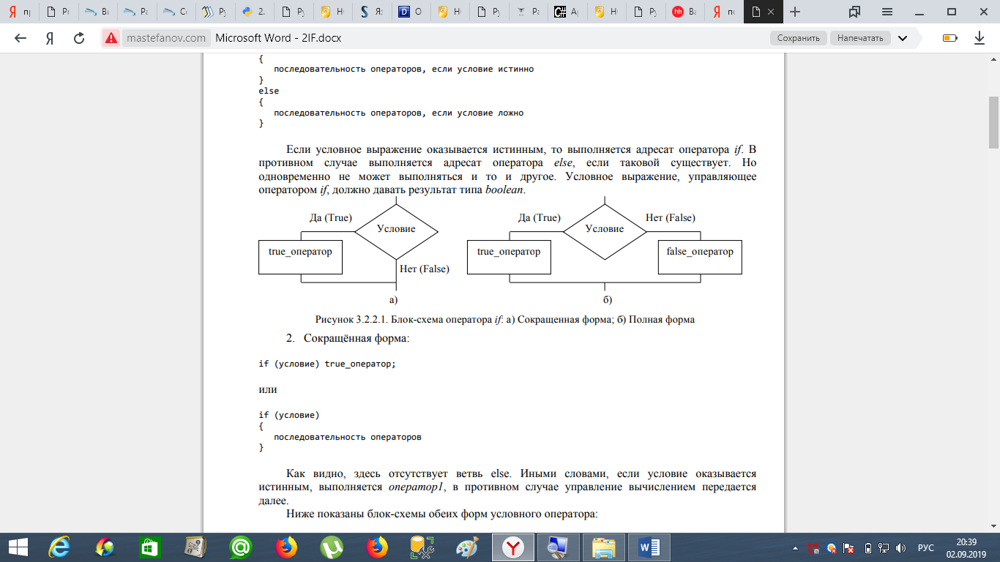 пр
Pr
Ви
Ра
Co
Ру
2.
Н
Ру
Яз
О
Н
Ру
Ра
Ар
Н
Ру
Ва
по
mastefanov.com Microsoft Word - 2IF.docx Сохранить Напечатать
{
последовательность операторов, если условие истинно
}
else
{
последовательность операторов, если условие ложно
}
Если условное выражение оказывается истинным, то выполняется адресат оператора if. В
противном случае выполняется адресат оператора else, если таковой существует. Но
одновременно не может выполняться и то и другое. Условное выражение, управляющее
оператором if, должно давать результат типа boolean.
Да (True)
Условие
true_оператор
Нет (False)
а)
Да (True)
Условие
Нет (False)
true_оператор
false_оператор
б)
Рисунок 3.2.2.1. Блок-схема оператора if: а) Сокращенная форма; б) Полная форма
2. Сокращённая форма:
if (условие) true_оператор;
или
if (условие)
{
последовательность операторов
}
Как видно, здесь отсутствует ветвь else. Иными словами, если условие оказывается
истинным, выполняется оператор1, в противном случае управление вычислением передается
далее.
Ниже показаны блок-схемы обеих форм условного оператора:
РУС
20:39
02.09.2019